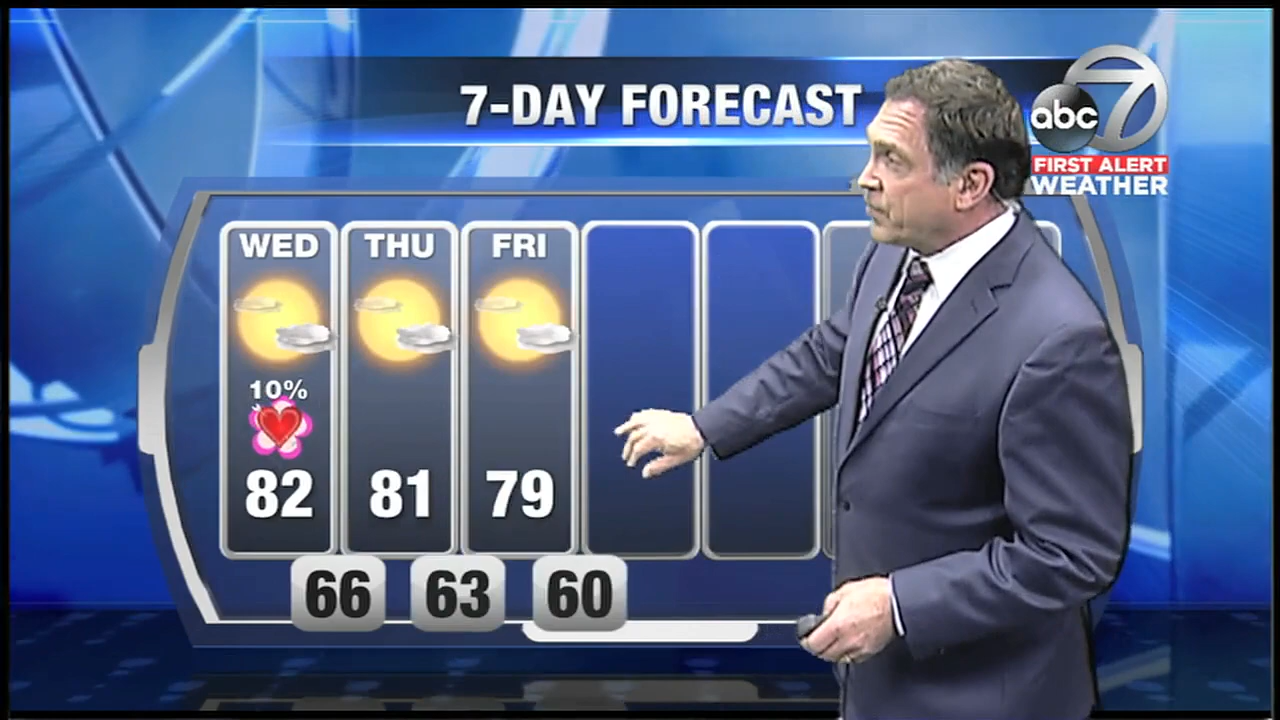 7-DAY FORECAST
abc 7
FIRST ALERT
WEATHER
WED THU FRI
10%
82 81 79
66 63 60